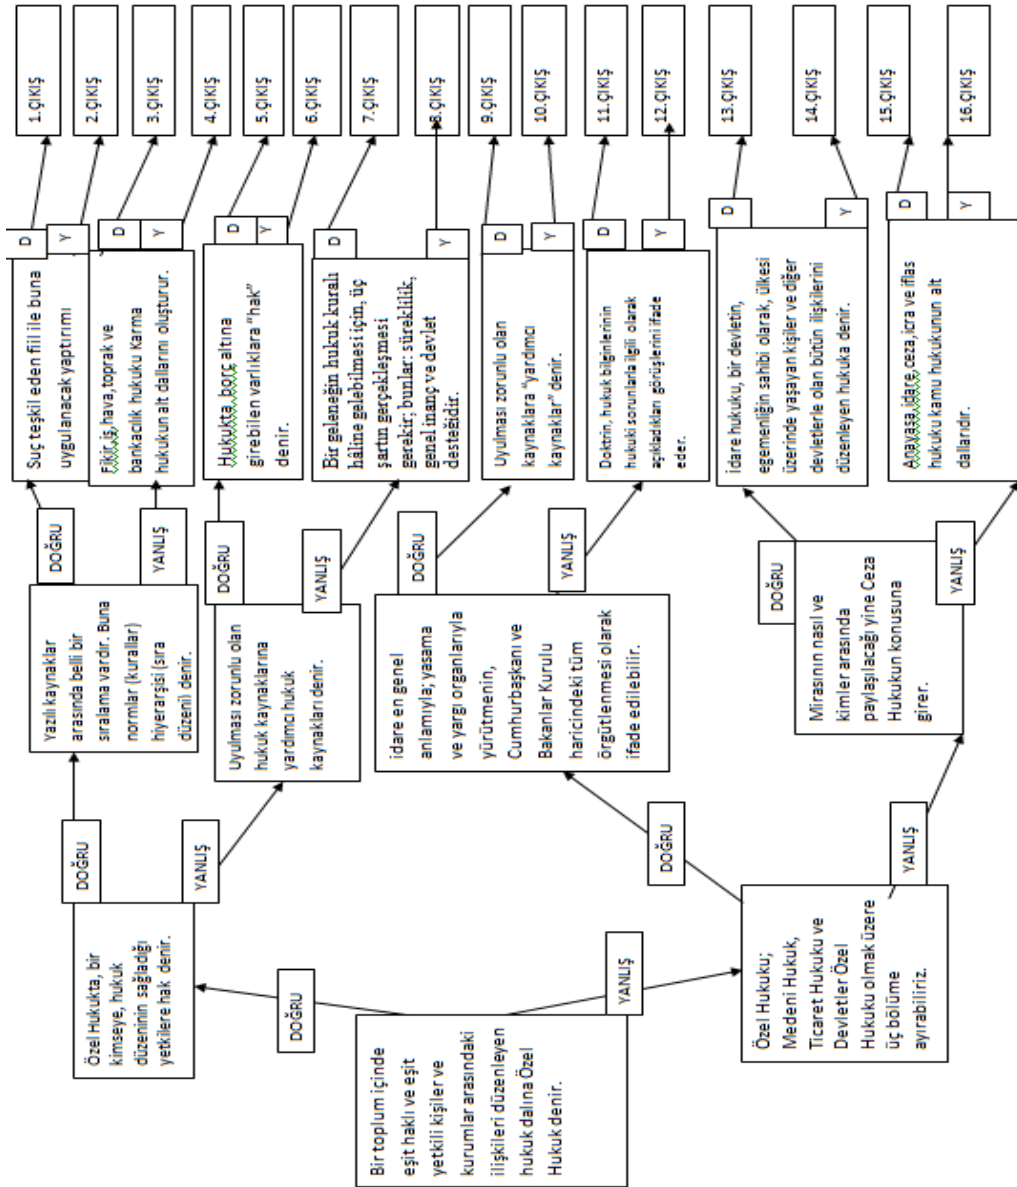 Bir toplum içinde
eşit haklı ve eşit
yetkili kişiler ve
kurumlar arasındaki
ilişkileri düzenleyen
hukuk dalına Özel
Hukuk denir.
DOĞRU
YANLIŞ
Özel Hukukta, bir
kimseye, hukuk
düzeninin sağladığı
yetkilere hak denir.
DOĞRU
YANLIŞ
Özel Hukuku;
Medeni Hukuk,
Ticaret Hukuku ve
Devletler Özel
Hukuku olmak üzere
üç bölüme
ayırabiliriz.
DOĞRU
YANLIŞ
Yazılı kaynaklar
arasında belli bir
sıralama vardır. Buna
normlar (kurallar)
hiyerarşisi (sıra
düzeni) denir.
DOĞRU
YANLIŞ
Uyulması zorunlu olan
hukuk kaynaklarına
yardımcı hukuk
kaynakları denir.
DOĞRU
YANLIŞ
idare en genel
anlamıyla; yasama
ve yargı organlarıyla
yürütmenin,
Cumhurbaşkanı ve
Bakanlar Kurulu
haricindeki tüm
örgütlenmesi olarak
ifade edilebilir.
DOĞRU
YANLIŞ
Mirasının nasıl ve
kimler arasında
paylaşılacağı yine Ceza
Hukukun konusuna
girer.
DOĞRU
YANLIŞ
Suç teşkil eden fiil ile buna
uygulanacak yaptırımı
D
Y
Fikir, iş, hava, toprak ve
bankacılık hukuku karma
hukukun alt dallarını oluşturur.
D
Y
Hukukta borç altına
girebilen varlıklara "hak"
denir.
D
Y
Bir geleneğin hukuk kuralı
hâline gelebilmesi için, üç
şartın gerçekleşmesi
gerekir; bunlar: süreklilik,
genel inanç ve devlet
desteğidir.
D
Y
Uyulması zorunlu olan
kaynaklara "yardımcı
kaynaklar" denir.
D
Y
Doktrin, hukuk bilginlerinin
hukuki sorunlarla ilgili olarak
açıkladıkları görüşlerini ifade
eder.
D
Y
idare hukuku, bir devletin,
egemenliğin sahibi olarak, ülkesi
üzerinde yaşayan kişiler ve diğer
devletlerle olan bütün ilişkilerini
düzenleyen hukuka denir.
D
Y
Anayasa, idare, ceza, icra ve iflas
hukuku kamu hukukunun alt
dallarıdır.
D
Y
1.ÇIKIŞ
2.ÇIKIŞ
3.ÇIKIŞ
4.ÇIKIŞ
5.ÇIKIŞ
6.ÇIKIŞ
7.ÇIKIŞ
8.ÇIKIŞ
9.ÇIKIŞ
10.ÇIKIŞ
11.ÇIKIŞ
12.ÇIKIŞ
13.ÇIKIŞ
14.ÇIKIŞ
15.ÇIKIŞ
16.ÇIKIŞ